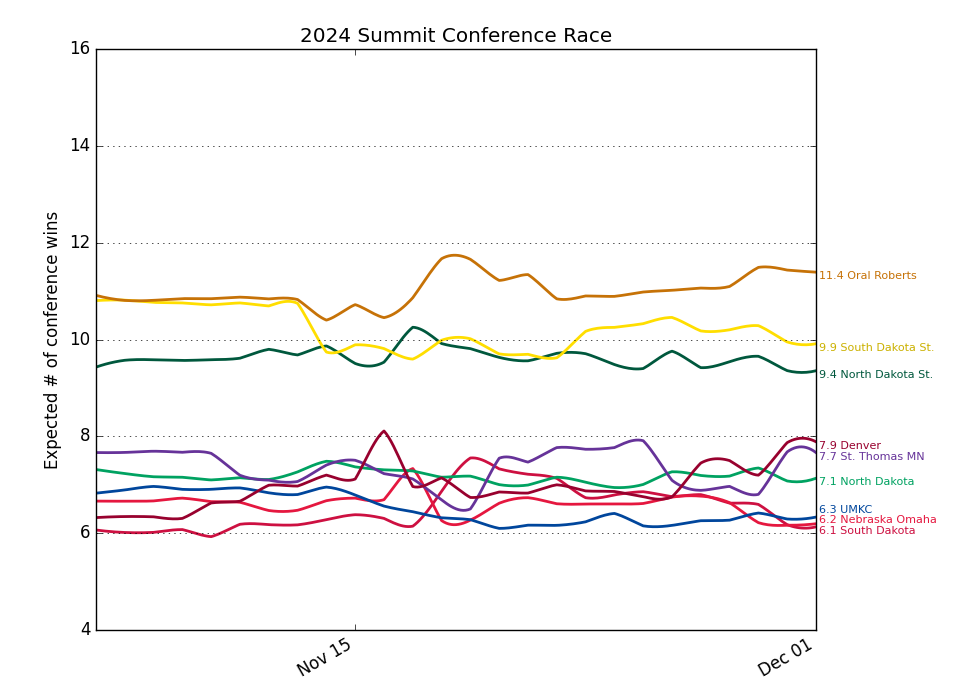 2024 Summit Conference Race
Expected # of conference wins
16
14
12
10
8
6
4
Nov 15
Dec 01
11.4 Oral Roberts
9.9 South Dakota St.
9.4 North Dakota St.
7.9 Denver
7.7 St. Thomas MN
7.1 North Dakota
6.3 UMKC
6.2 Nebraska Omaha
6.1 South Dakota